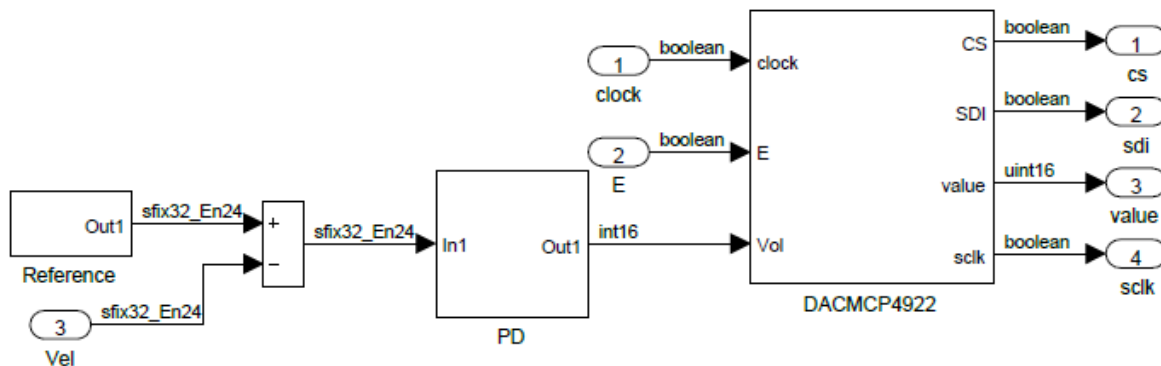 boolean
1
clock
clock
boolean
2
E
E
Out1
Reference
sfix32_En24
+
−
3
Vel
sfix32_En24
sfix32_En24
In1
Out1
PD
int16
Vol
CS
SDI
value
sclk
DACMCP4922
boolean
1
cs
boolean
2
sdi
uint16
3
value
boolean
4
sclk